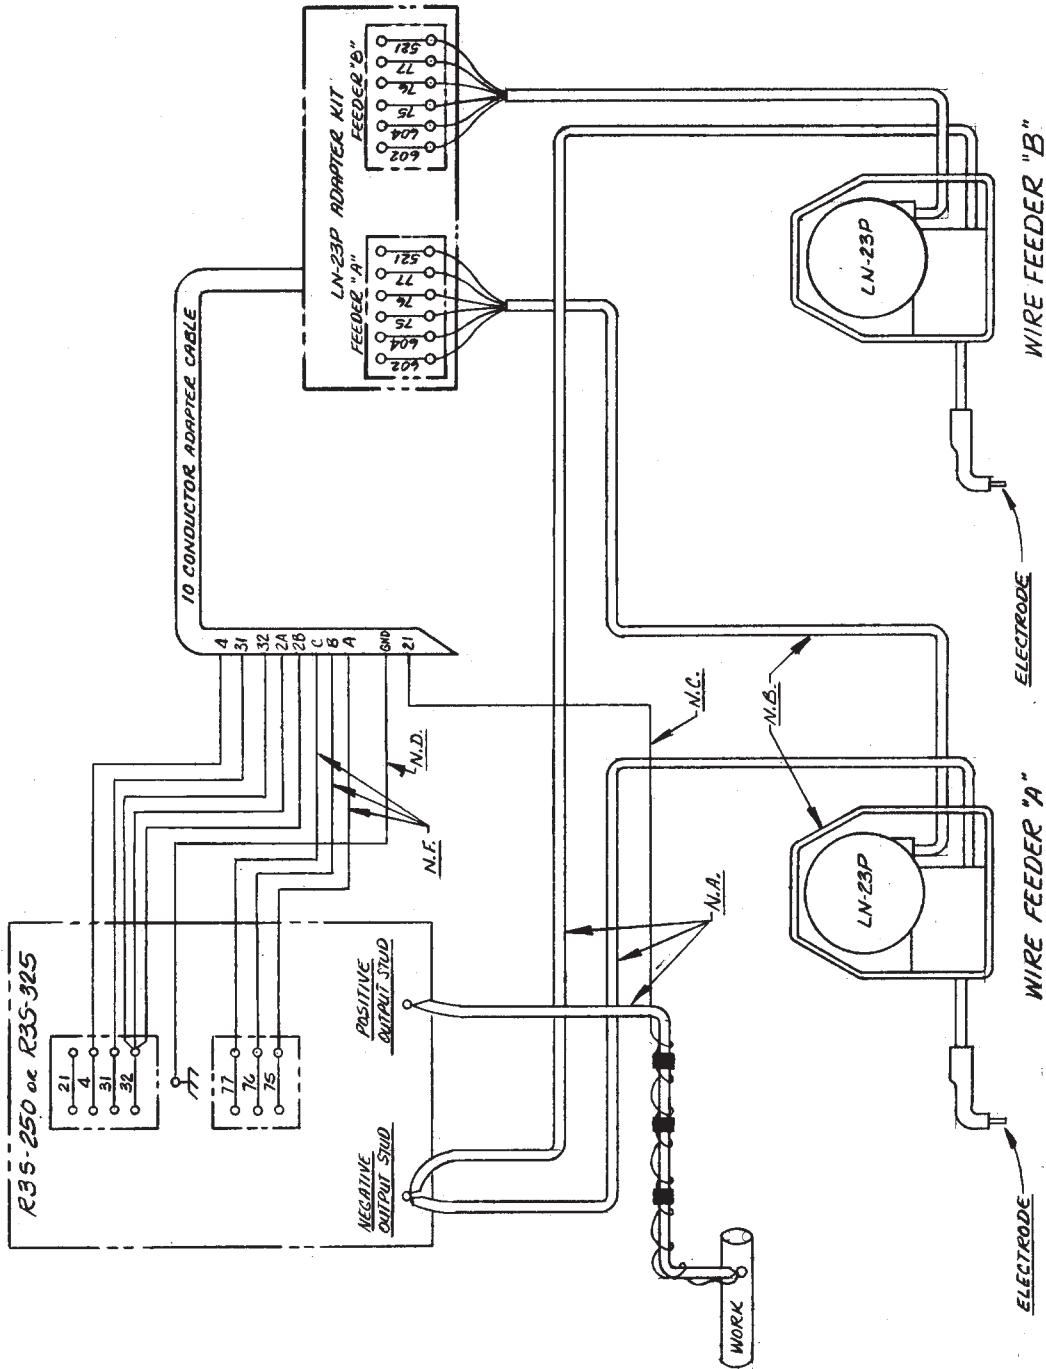 R3S-250 or R3S-325
21
4
31
32
77
76
75
NEGATIVE
OUTPUT STUD
POSITIVE
OUTPUT STUD
10 CONDUCTOR ADAPTER CABLE
4
31
32
2A
2B
C
B
A
GND
21
N.D.
N.F.
LN-23P ADAPTER KIT
FEEDER "A"
602
604
75
76
77
521
FEEDER "B"
602
604
75
76
77
521
N.A.
N.C.
N.B.
WORK
LN-23P
LN-23P
ELECTRODE
WIRE FEEDER "A"
ELECTRODE
WIRE FEEDER "B"